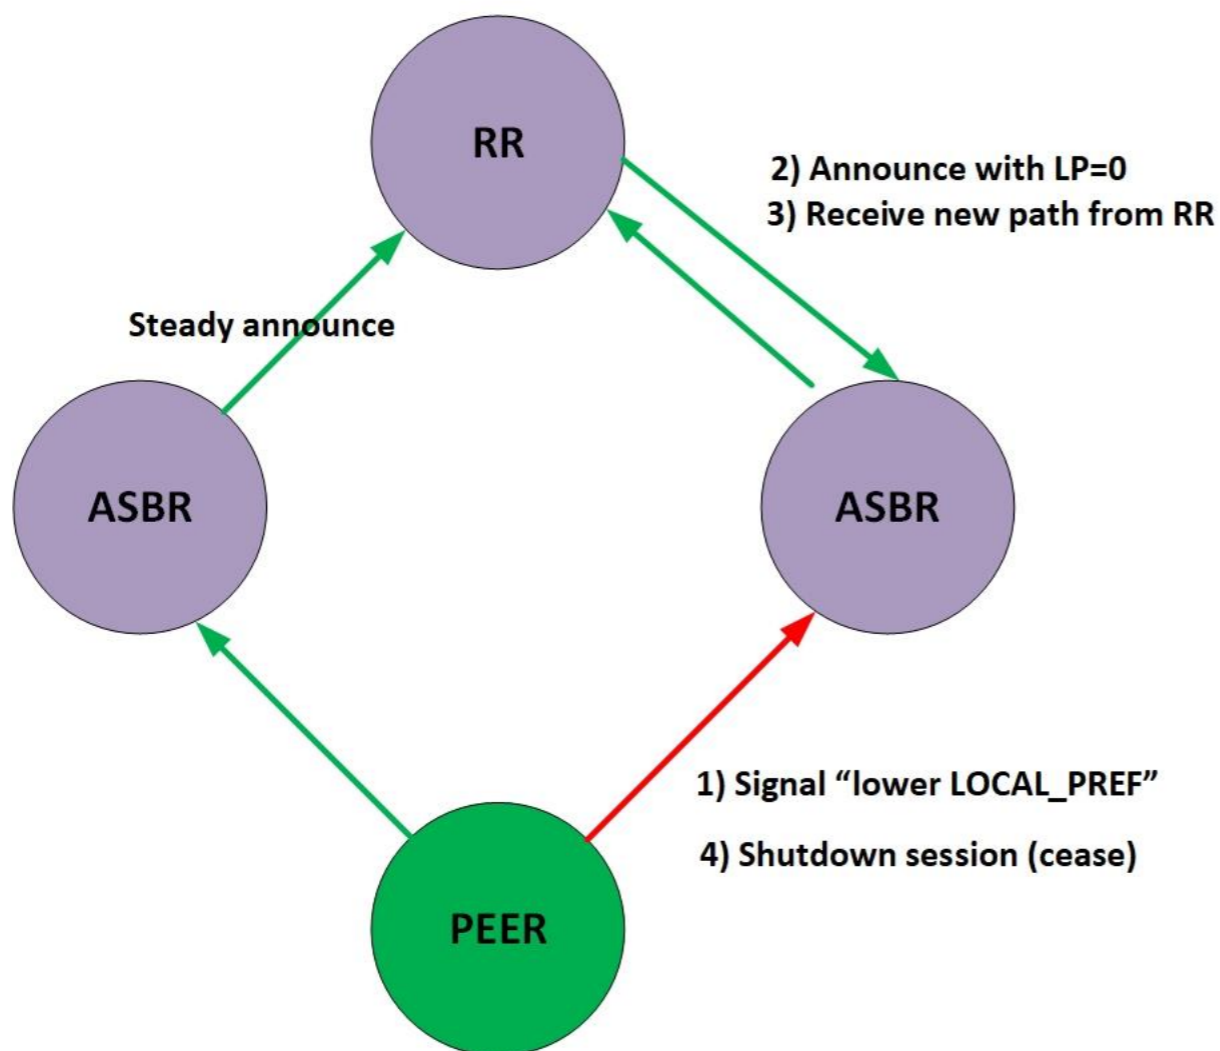 RR
2) Announce with LP=0
3) Receive new path from RR
Steady announce
ASBR
ASBR
1) Signal “lower LOCAL_PREF”
4) Shutdown session (cease)
PEER